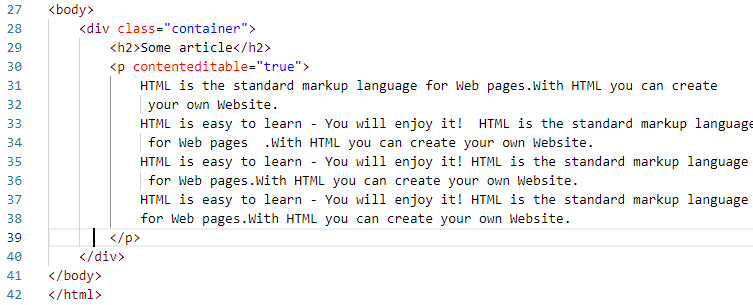 27 <body>
28 <div class="container">
29 <h2>Some article</h2>
30 <p contenteditable="true">
31 HTML is the standard markup language for Web pages.With HTML you can create
32 your own Website.
33 HTML is easy to learn - You will enjoy it!  HTML is the standard markup language
34 for Web pages  .With HTML you can create your own Website.
35 HTML is easy to learn - You will enjoy it! HTML is the standard markup language
36 for Web pages.With HTML you can create your own Website.
37 HTML is easy to learn - You will enjoy it! HTML is the standard markup language
38 for Web pages.With HTML you can create your own Website.
39 </p>
40 </div>
41 </body>
42 </html>